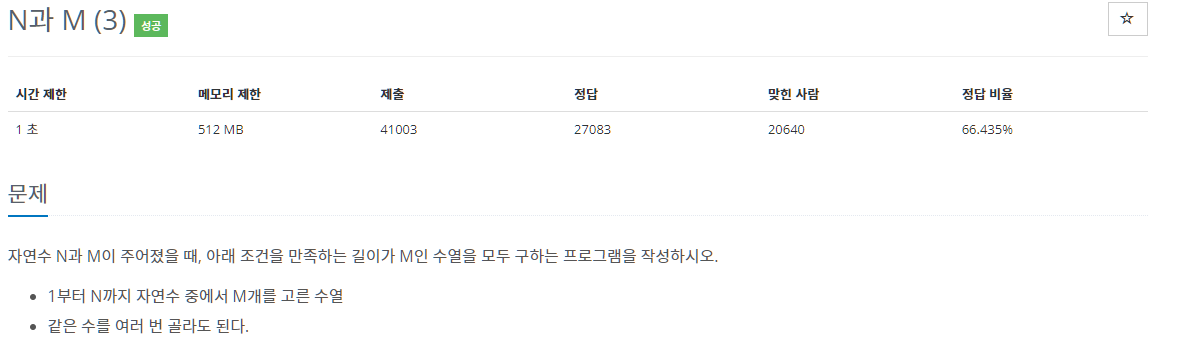 N과 M (3) 성공
☆
시간 제한 메모리 제한 제출 정답 맞힌 사람 정답 비율
1 초 512 MB 41003 27083 20640 66.435%
문제
자연수 N과 M이 주어졌을 때, 아래 조건을 만족하는 길이가 M인 수열을 모두 구하는 프로그램을 작성하시오.
• 1부터 N까지 자연수 중에서 M개를 고른 수열
• 같은 수를 여러 번 골라도 된다.